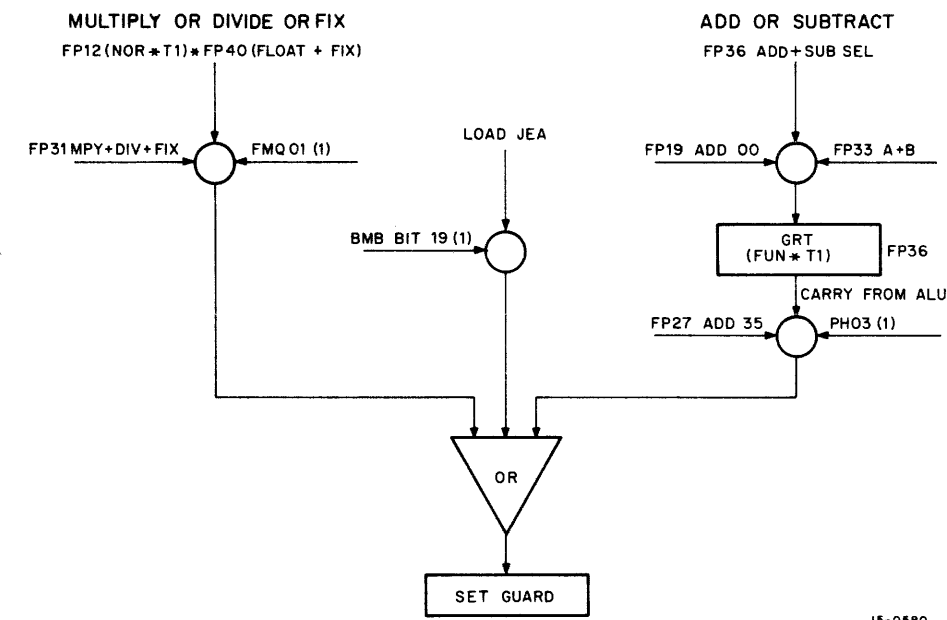 MULTIPLY OR DIVIDE OR FIX
FP12 (NOR * T1) * FP40 (FLOAT + FIX)
ADD OR SUBTRACT
FP36 ADD+SUB SEL
FP31 MPY+DIV+FIX
FMQ 01 (1)
LOAD JEA
FP19 ADD 00
FP33 A+B
BMB BIT 19 (1)
GRT
(FUN * T1)
FP36
CARRY FROM ALU
FP27 ADD 35
PH03 (1)
OR
SET GUARD
15-0580